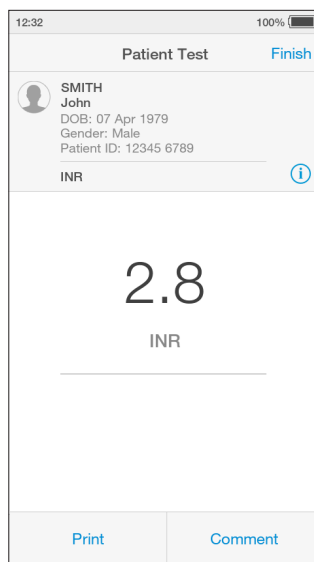 12:32 100%
Patient Test Finish
SMITH
John
DOB: 07 Apr 1979
Gender: Male
Patient ID: 12345 6789
INR i
2.8
INR
Print Comment